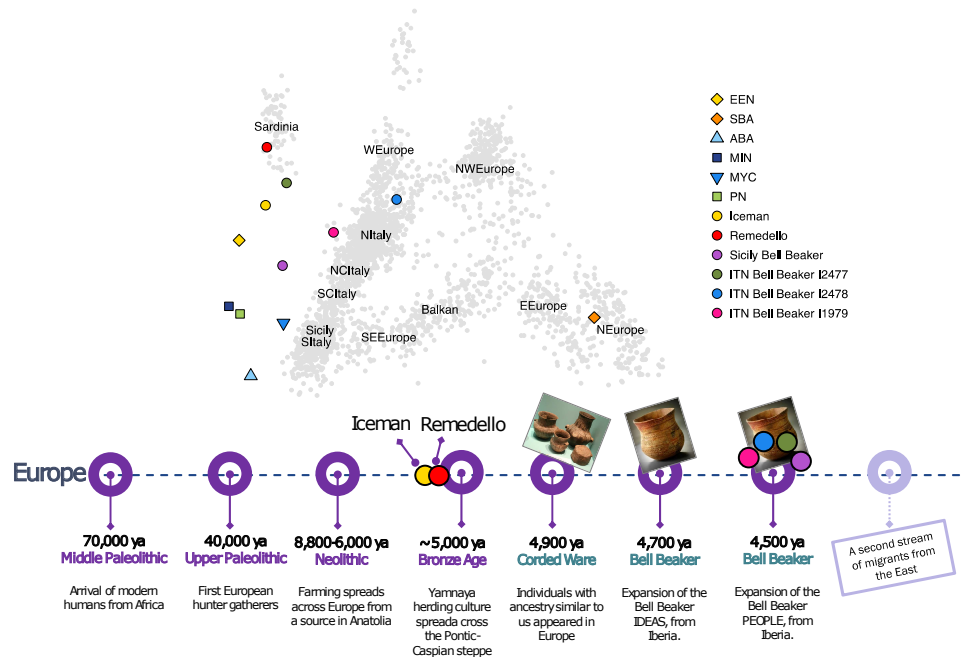 Sardinia
WEurope
NWEurope
NItaly
NCItaly
SCItaly
Sicily
SItaly
SEEurope
Balkan
EEurope
NEurope
EEN
SBA
ABA
MIN
MYC
PN
Iceman
Remedello
Sicily Bell Beaker
ITN Bell Beaker I2477
ITN Bell Beaker I2478
ITN Bell Beaker I1979
Iceman
Remedello
Europe
70,000 ya
Middle Paleolithic
Arrival of modern
humans from Africa
40,000 ya
Upper Paleolithic
First European
hunter gatherers
8,800-6,000 ya
Neolithic
Farming spreads
across Europe from
a source in Anatolia
~5,000 ya
Bronze Age
Yamnaya
herding culture
spreada cross
the Pontic-
Caspian steppe
4,900 ya
Corded Ware
Individuals with
ancestry similar to
us appeared in
Europe
4,700 ya
Bell Beaker
Expansion of the
Bell Beaker
IDEAS, from
Iberia.
4,500 ya
Bell Beaker
Expansion of the
Bell Beaker
PEOPLE, from
Iberia.
A second stream
of migrants from
the East